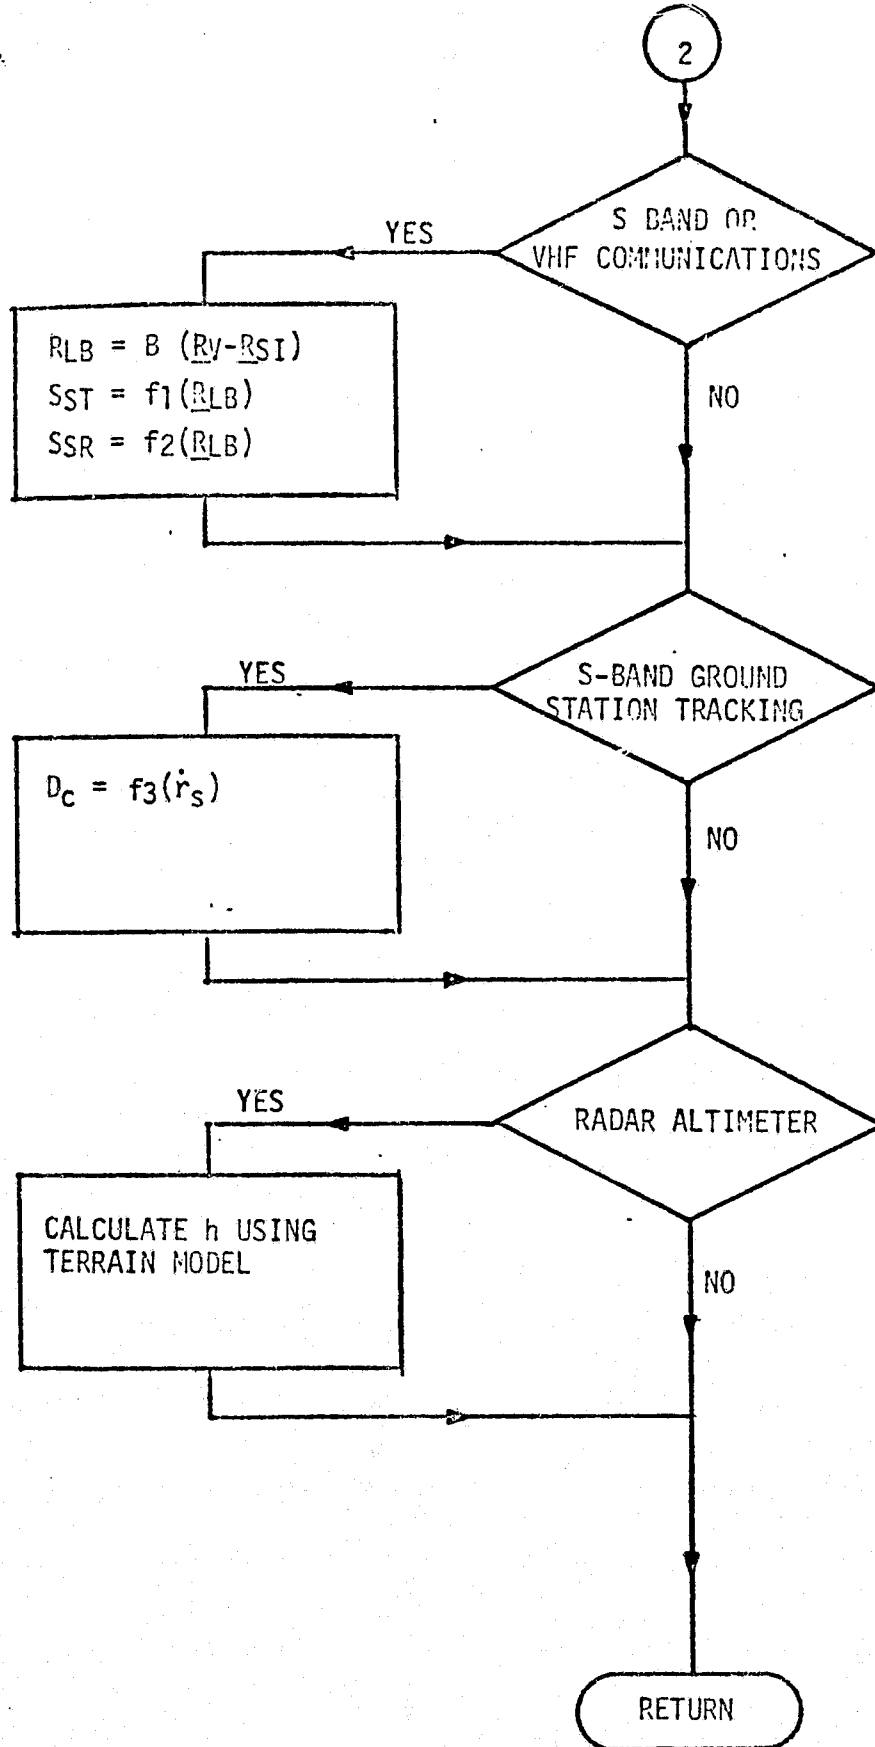 2
S BAND OR
VHF COMMUNICATIONS
YES
RLB = B (RV-RSI)
SST = f1(RLB)
SSR = f2(RLB)
NO
S-BAND GROUND
STATION TRACKING
YES
Dc = f3(ṙs)
NO
RADAR ALTIMETER
YES
CALCULATE h USING
TERRAIN MODEL
NO
RETURN